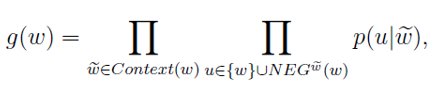 g(w) = ∏_{w̃∈Context(w)} ∏_{u∈{w}∪NEG^{w̃}(w)} p(u|w̃),